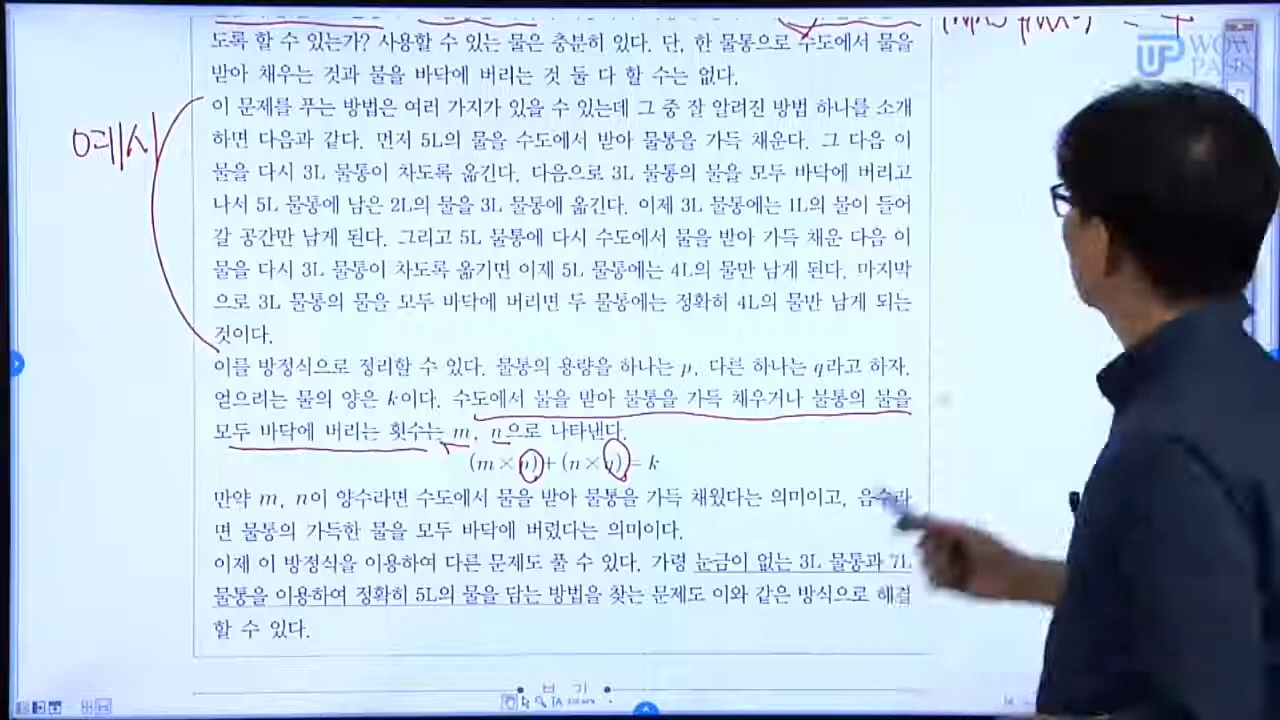 도록 할 수 있는가? 사용할 수 있는 물은 충분히 있다. 단, 한 물통으로 수도에서 물을
받아 채우는 것과 물을 바닥에 버리는 것 둘 다 할 수는 없다.
이 문제를 푸는 방법은 여러 가지가 있을 수 있는데 그 중 잘 알려진 방법 하나를 소개
하면 다음과 같다. 먼저 5L의 물을 수도에서 받아 물통을 가득 채운다. 그 다음 이
물을 다시 3L 물통이 차도록 옮긴다. 다음으로 3L 물통의 물을 모두 바닥에 버리고
나서 5L 물통에 남은 2L의 물을 3L 물통에 옮긴다. 이제 3L 물통에는 1L의 물이 들어
갈 공간만 남게 된다. 그리고 5L 물통에 다시 수도에서 물을 받아 가득 채운 다음 이
물을 다시 3L 물통이 차도록 옮기면 이제 5L 물통에는 4L의 물만 남게 된다. 마지막
으로 3L 물통의 물을 모두 바닥에 버리면 두 물통에는 정확히 4L의 물만 남게 되는
것이다.
이를 방정식으로 정리할 수 있다. 물통의 용량을 하나는 p, 다른 하나는 q라고 하자.
얻으려는 물의 양은 k이다. 수도에서 물을 받아 물통을 가득 채우거나 물통의 물을
모두 바닥에 버리는 횟수는 m, n으로 나타낸다.
(m×p)+(n×q)=k
만약 m, n이 양수라면 수도에서 물을 받아 물통을 가득 채웠다는 의미이고, 음수라
면 물통의 가득한 물을 모두 바닥에 버렸다는 의미이다.
이제 이 방정식을 이용하여 다른 문제도 풀 수 있다. 가령 눈금이 없는 3L 물통과 7L
물통을 이용하여 정확히 5L의 물을 담는 방법을 찾는 문제도 이와 같은 방식으로 해결
할 수 있다.
보 기
예시
UP WOW PASS